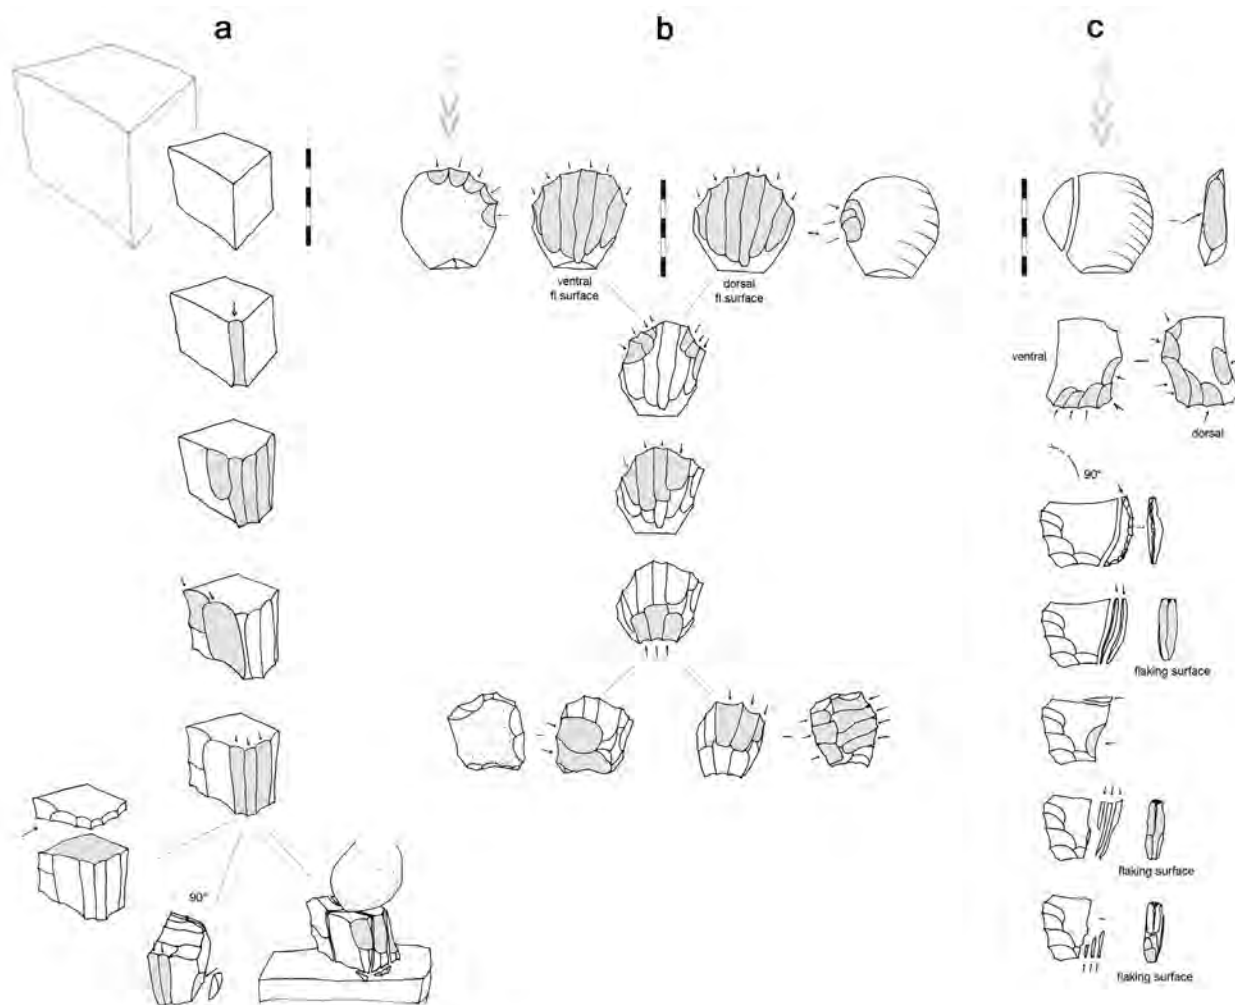 a
b
c
ventral
fl.surface
dorsal
fl.surface
ventral
dorsal
90°
flaking surface
flaking surface
90°
flaking surface